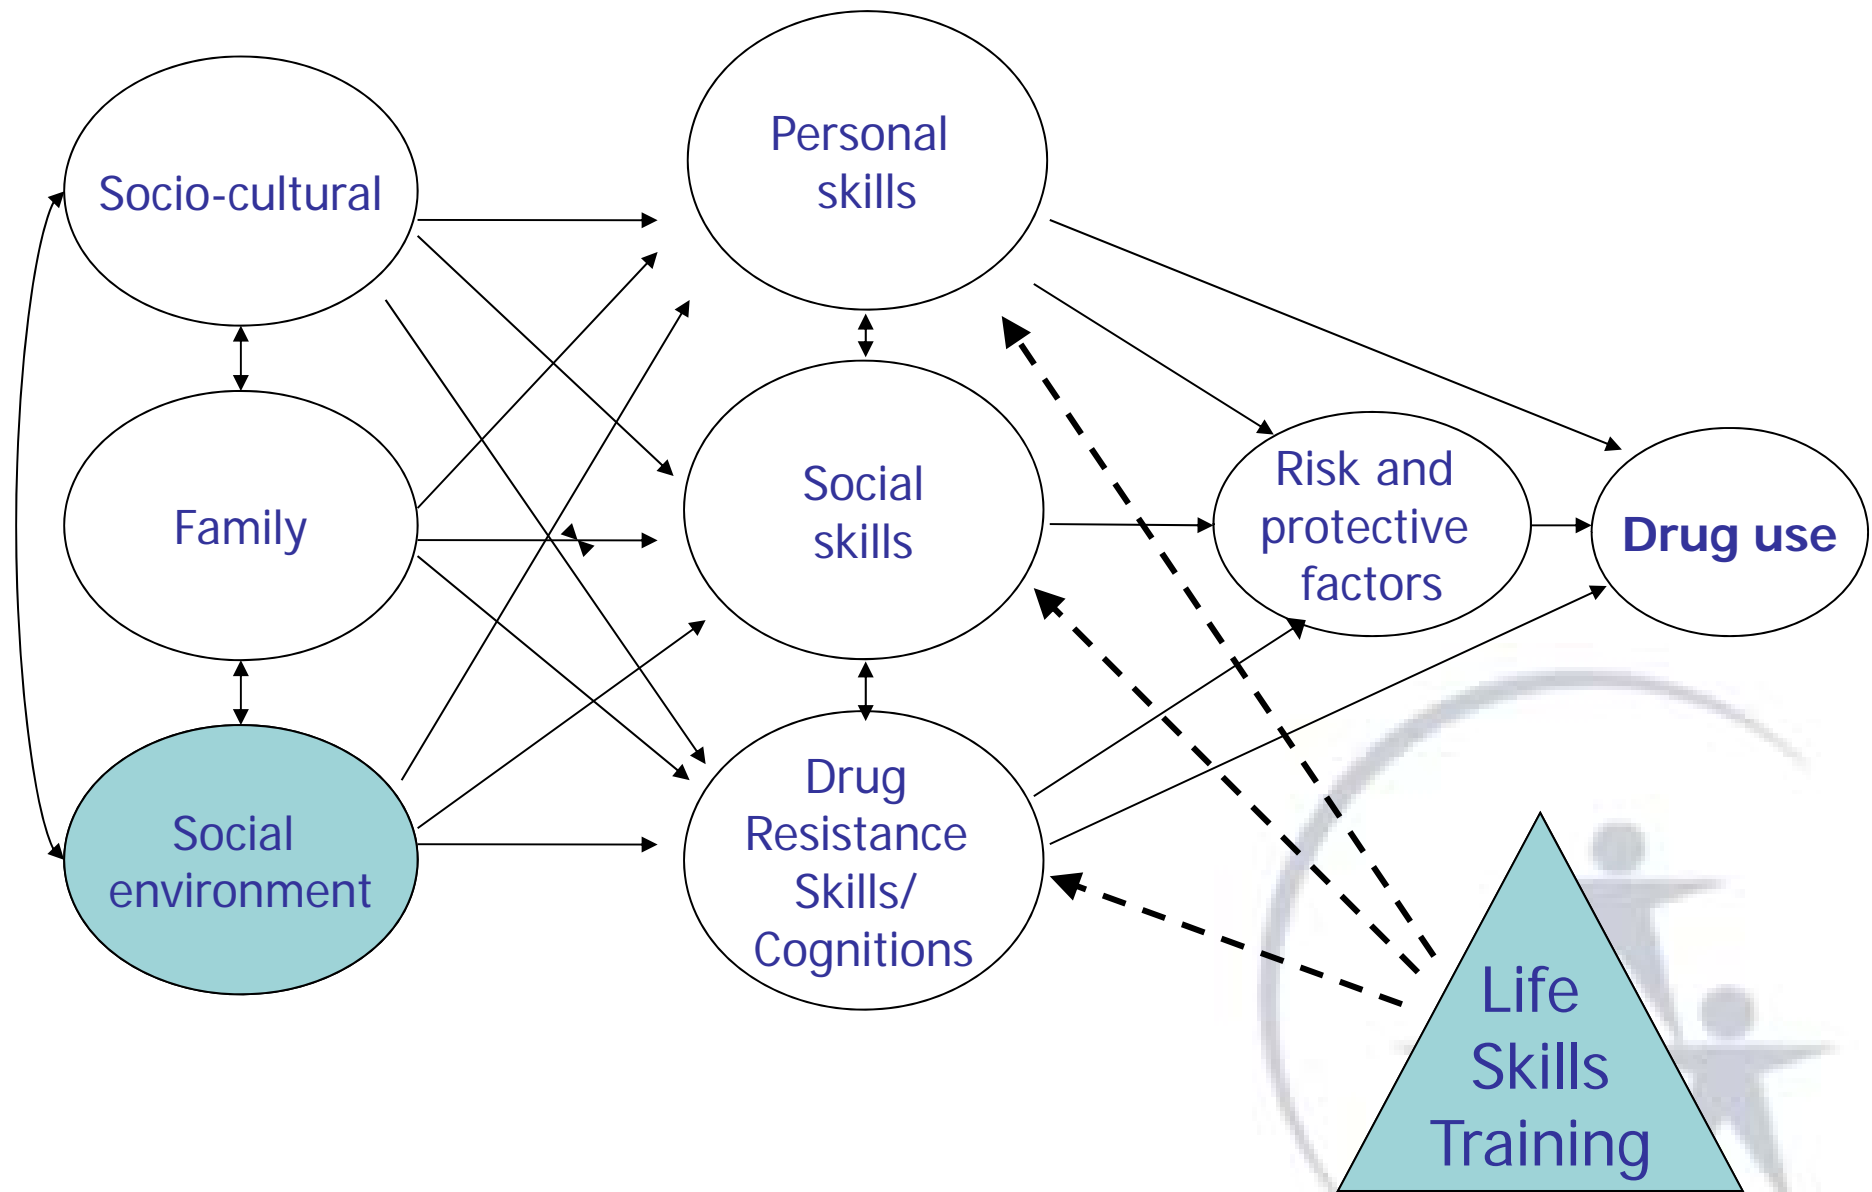 Socio-cultural
Personal
skills
Family
Social
skills
Risk and
protective
factors
Drug use
Social
environment
Drug
Resistance
Skills/
Cognitions
Life
Skills
Training